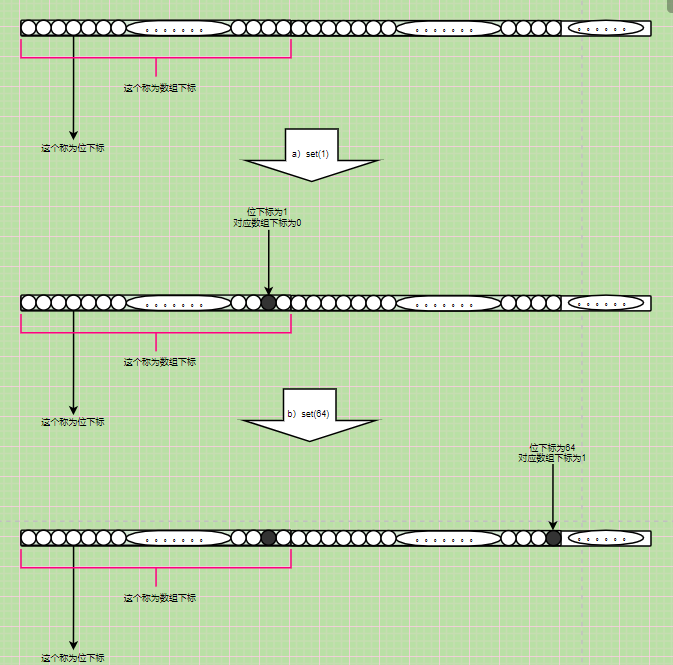 这个称为数组下标
这个称为位下标
a）set(1)
位下标为1
对应数组下标为0
这个称为数组下标
这个称为位下标
b）set(64)
位下标为64
对应数组下标为1
这个称为数组下标
这个称为位下标